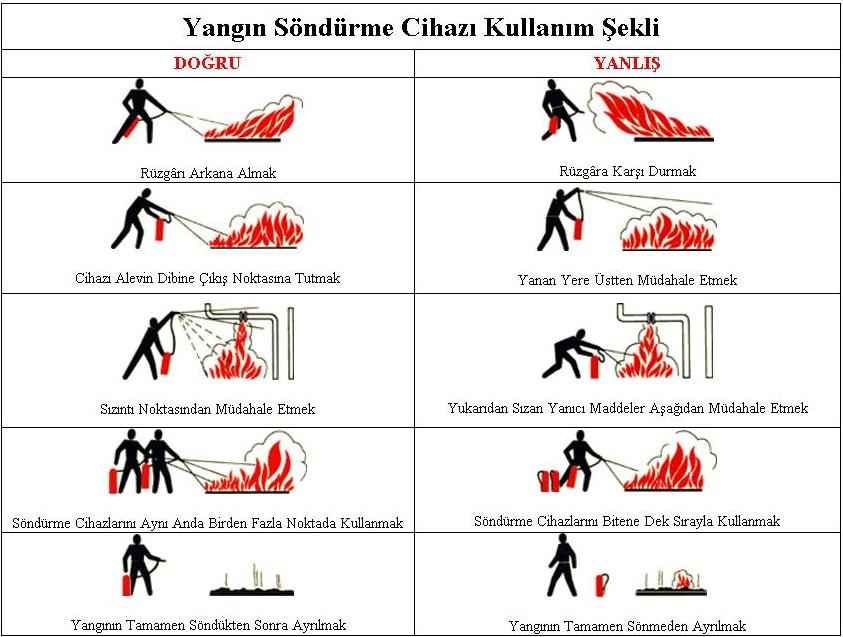 Yangın Söndürme Cihazı Kullanım Şekli
DOĞRU
YANLIŞ
Rüzgârı Arkana Almak
Rüzgâra Karşı Durmak
Cihazı Alevin Dibine Çıkış Noktasına Tutmak
Yanan Yere Üstten Müdahale Etmek
Sızıntı Noktasından Müdahale Etmek
Yukarıdan Sızan Yanıcı Maddeler Aşağıdan Müdahale Etmek
Söndürme Cihazlarını Aynı Anda Birden Fazla Noktada Kullanmak
Söndürme Cihazlarını Bitene Dek Sırayla Kullanmak
Yangının Tamamen Söndükten Sonra Ayrılmak
Yangının Tamamen Sönmeden Ayrılmak